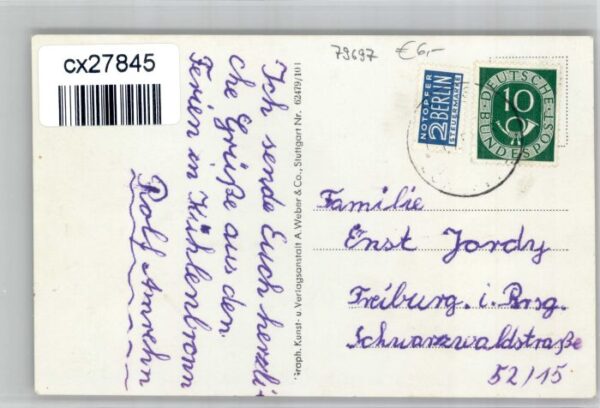 cx27845
79697 €6,-
NOTOPFER
2 BERLIN
STEUERMARKE
DEUTSCHE
BUNDESPOST
10
Ich sende Euch herzli-
che Grüße aus den
Ferien in Kühlenbronn
Rolf Amrehn
Graph. Kunst- u. Verlagsanstalt A. Weber & Co., Stuttgart Nr. 62479/101
Familie
Ernst Jordy
Freiburg. i. Brsg.
Schwarzwaldstraße
52/15